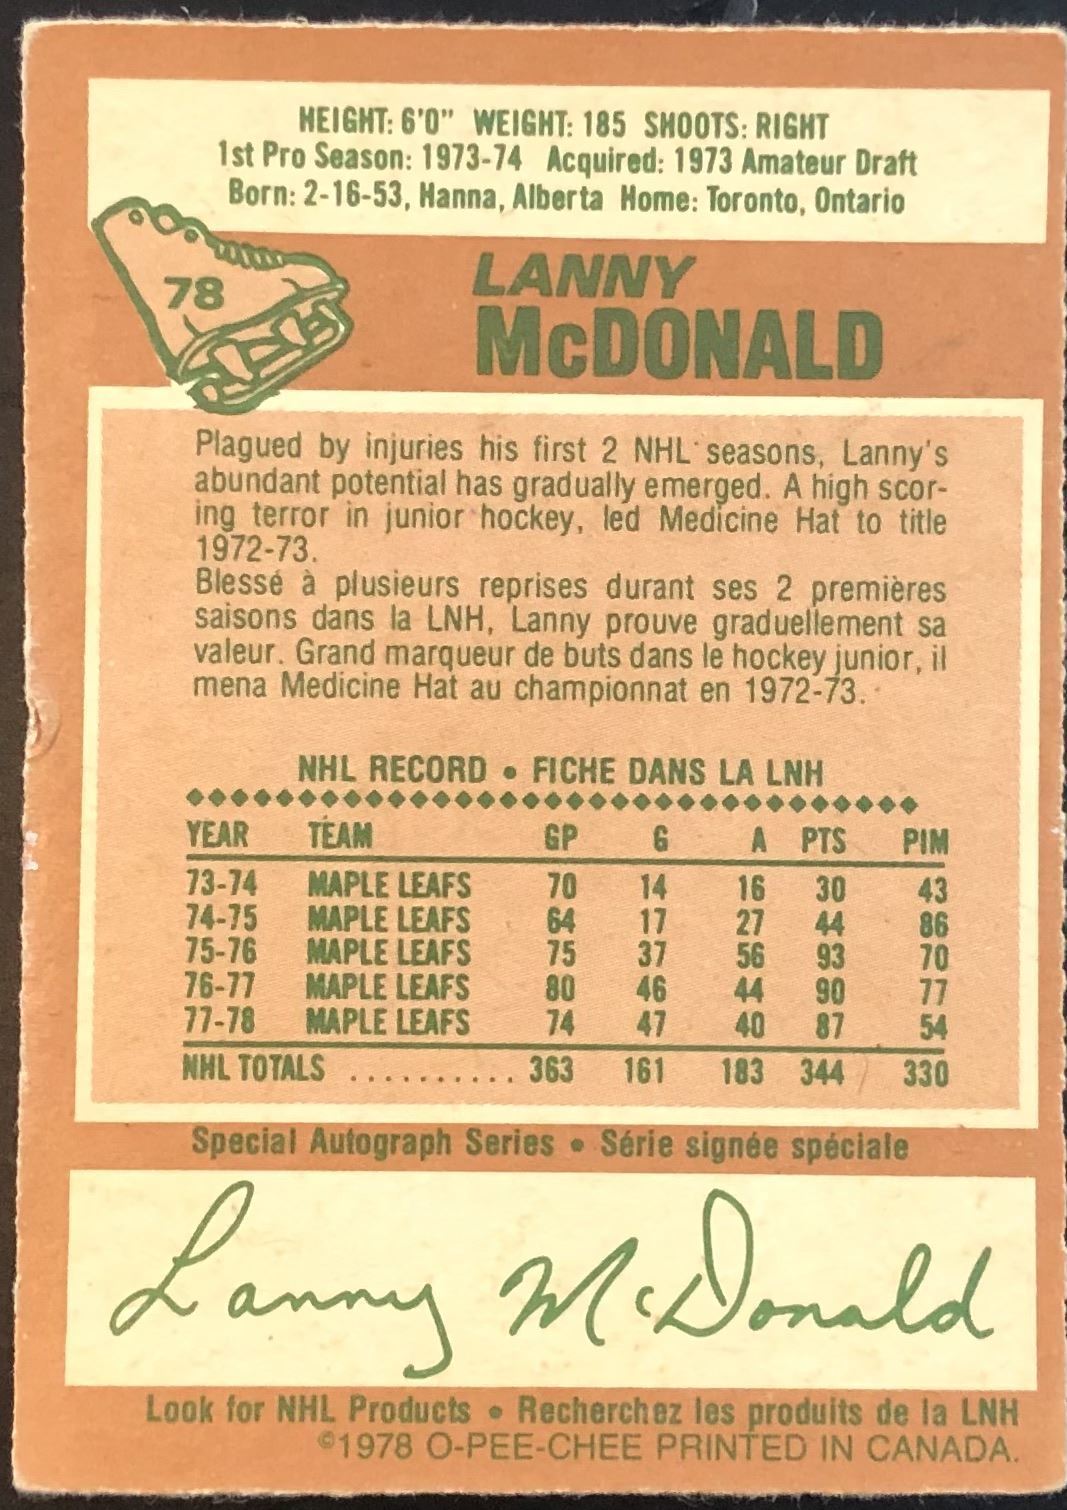 HEIGHT: 6'0" WEIGHT: 185 SHOOTS: RIGHT
1st Pro Season: 1973-74 Acquired: 1973 Amateur Draft
Born: 2-16-53, Hanna, Alberta Home: Toronto, Ontario
78
LANNY
McDONALD
Plagued by injuries his first 2 NHL seasons, Lanny's
abundant potential has gradually emerged. A high scor-
ing terror in junior hockey, led Medicine Hat to title
1972-73.
Blessé à plusieurs reprises durant ses 2 premières
saisons dans la LNH, Lanny prouve graduellement sa
valeur. Grand marqueur de buts dans le hockey junior, il
mena Medicine Hat au championnat en 1972-73.
NHL RECORD • FICHE DANS LA LNH
YEAR TEAM GP G A PTS PIM
73-74 MAPLE LEAFS 70 14 16 30 43
74-75 MAPLE LEAFS 64 17 27 44 86
75-76 MAPLE LEAFS 75 37 56 93 70
76-77 MAPLE LEAFS 80 46 44 90 77
77-78 MAPLE LEAFS 74 47 40 87 54
NHL TOTALS .......... 363 161 183 344 330
Special Autograph Series • Série signée spéciale
Lanny McDonald
Look for NHL Products • Recherchez les produits de la LNH
©1978 O-PEE-CHEE PRINTED IN CANADA.